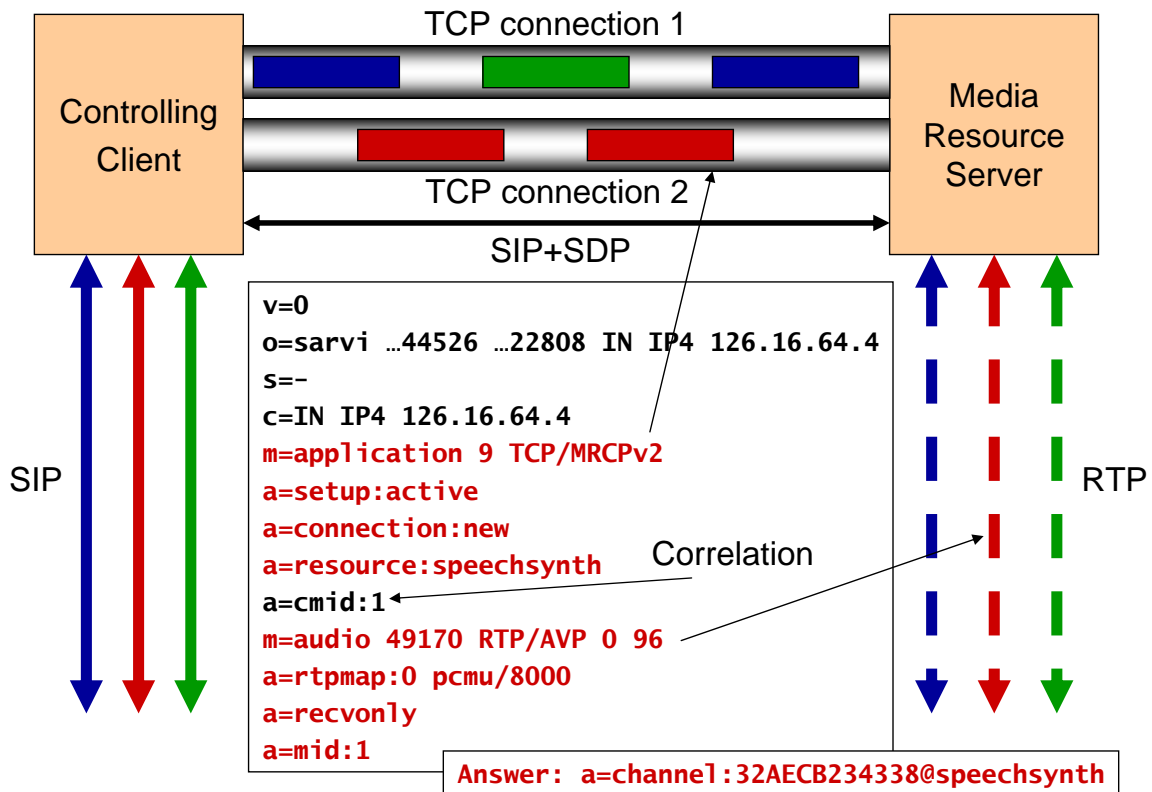 TCP connection 1
Controlling
Client
Media
Resource
Server
TCP connection 2
SIP+SDP
v=0
o=sarvi …44526 …22808 IN IP4 126.16.64.4
s=-
c=IN IP4 126.16.64.4
m=application 9 TCP/MRCPv2
a=setup:active
a=connection:new
a=resource:speechsynth
a=cmid:1
m=audio 49170 RTP/AVP 0 96
a=rtpmap:0 pcmu/8000
a=recvonly
a=mid:1
SIP
Correlation
RTP
Answer: a=channel:32AECB234338@speechsynth